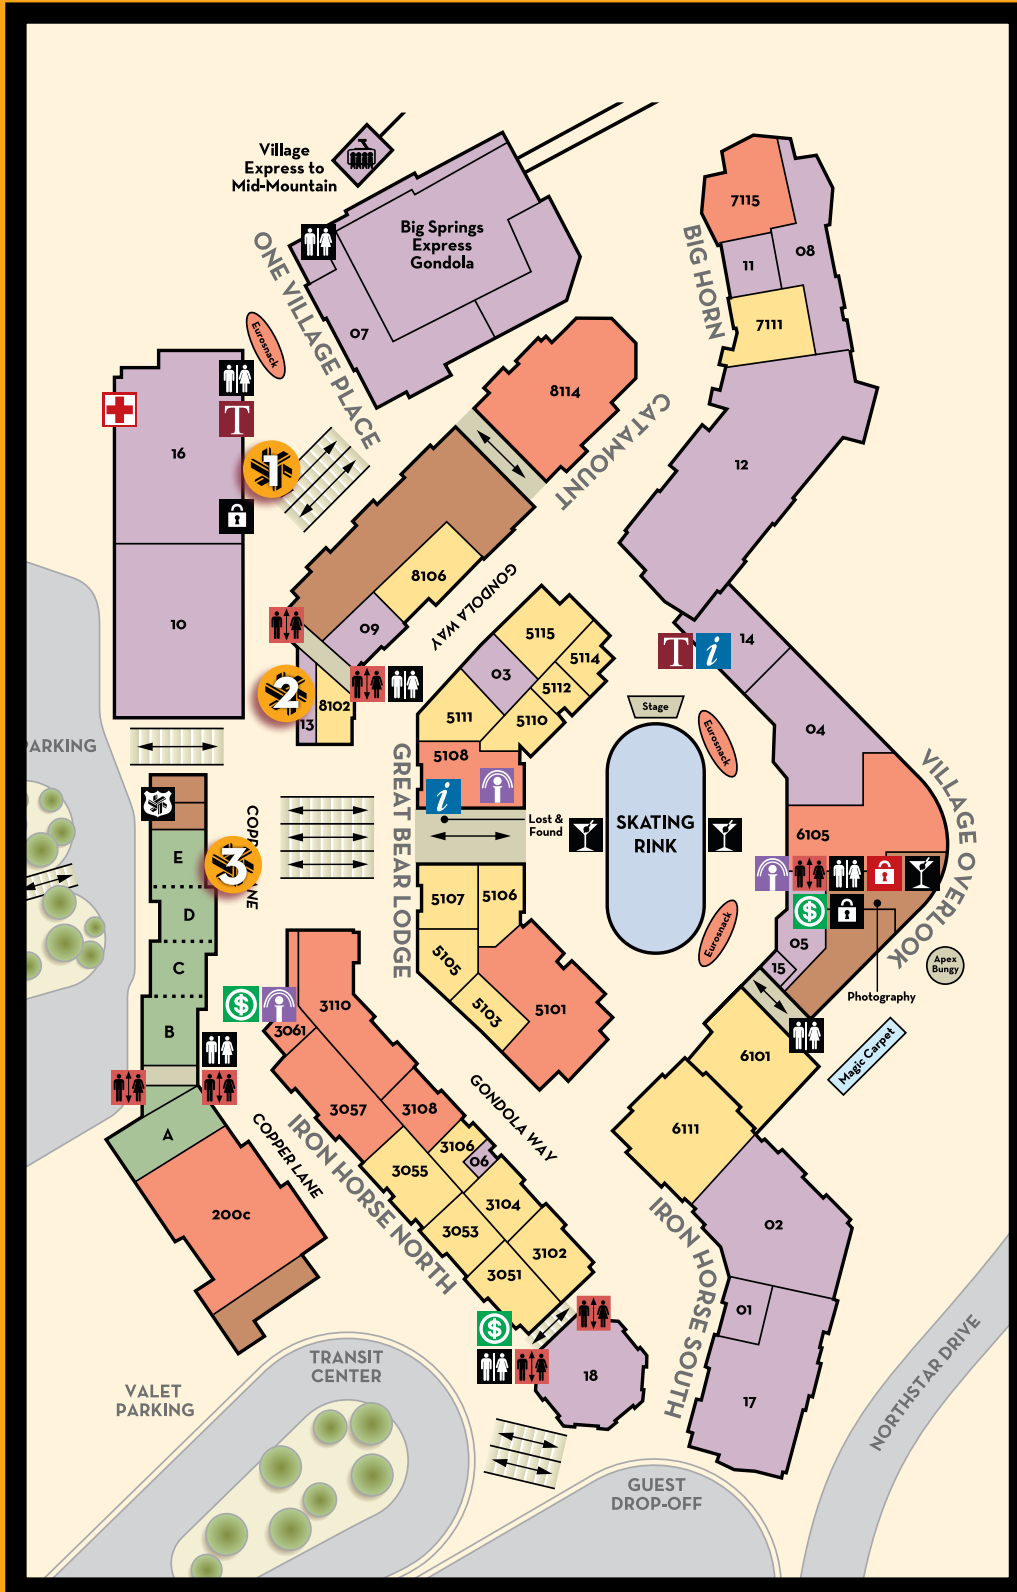 Village
Express to
Mid-Mountain
Big Springs
Express
Gondola
07
ONE VILLAGE PLACE
Eurosnack
7115
08
11
7111
BIG HORN
12
8114
CATAMOUNT
T
16
1
10
8106
09
GONDOLA WAY
2
13
8102
5115
5114
03
5112
5111
5110
5108
i
T
i
14
04
Stage
Eurosnack
PARKING
GREAT BEAR LODGE
Lost &
Found
SKATING
RINK
6105
VILLAGE OVERLOOK
E
3
D
C
B
A
5107
5106
5105
5103
5101
Eurosnack
$
05
15
Photography
Apex
Bungy
Magic Carpet
$
3110
3061
3057
3108
3106
06
3055
3104
3053
3102
3051
GONDOLA WAY
IRON HORSE NORTH
COPPER LANE
200c
6101
6111
IRON HORSE SOUTH
02
01
17
18
$
TRANSIT
CENTER
VALET
PARKING
GUEST
DROP-OFF
NORTHSTAR DRIVE